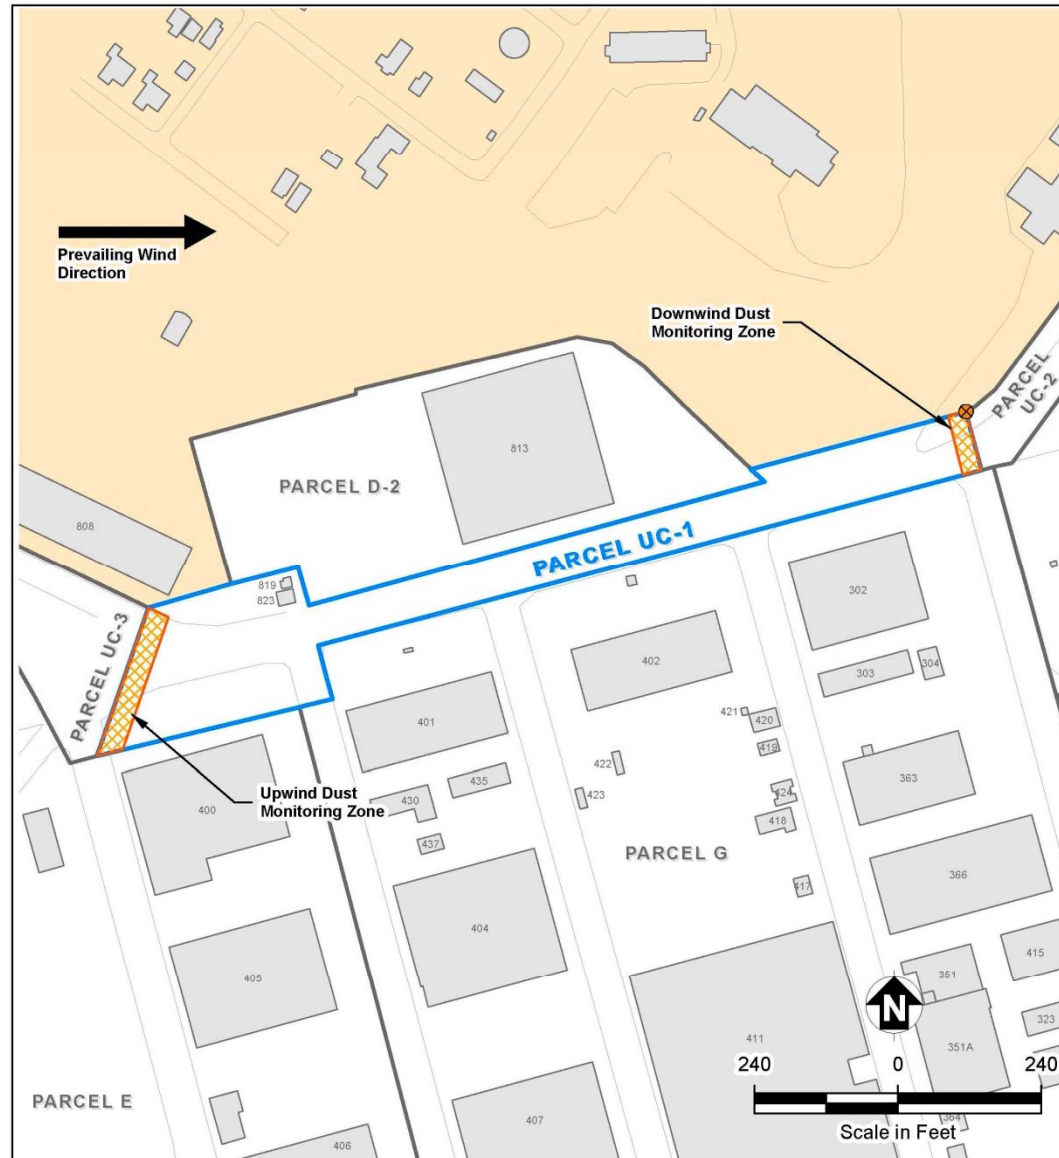 Prevailing Wind
Direction
Downwind Dust
Monitoring Zone
PARCEL
UC-2
813
PARCEL D-2
808
PARCEL UC-1
819
823
302
PARCEL UC-3
402
303
304
401
421
420
419
422
435
363
423
424
430
Upwind Dust
Monitoring Zone
400
418
437
PARCEL G
366
417
404
415
405
351
N
323
411
351A
240
0
240
PARCEL E
407
364
Scale in Feet
406